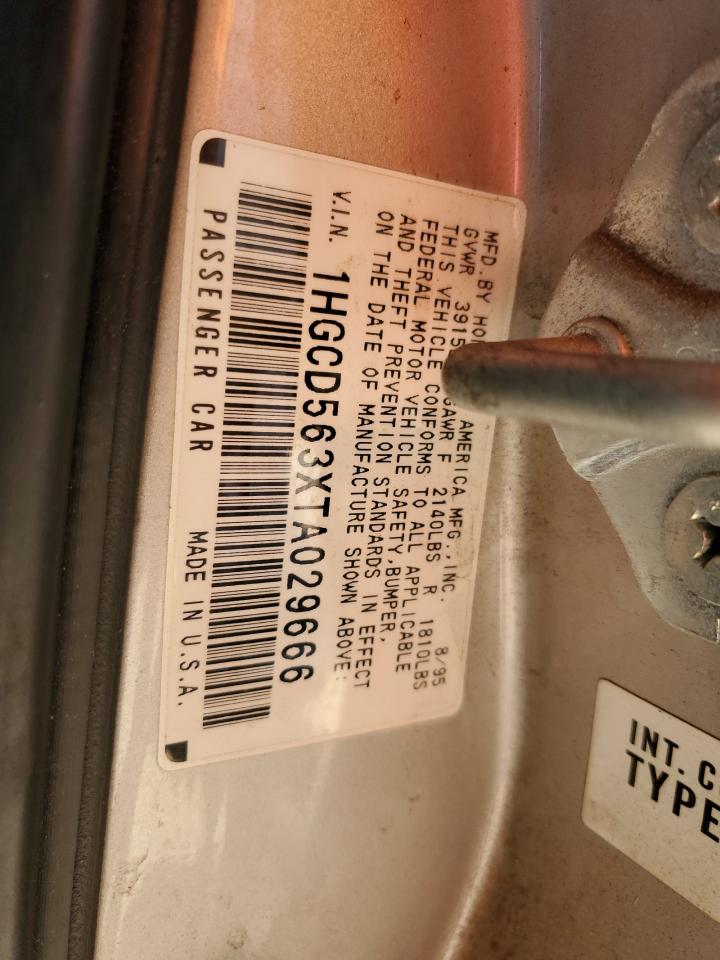 MFD. BY AMERICA MFG., INC. 8/95
GVWR 3915 GAWR F 2140LBS R 1810LBS
THIS VEHICLE CONFORMS TO ALL APPLICABLE
FEDERAL MOTOR VEHICLE SAFETY, BUMPER,
AND THEFT PREVENTION STANDARDS IN EFFECT
ON THE DATE OF MANUFACTURE SHOWN ABOVE:
V.I.N. 1HGCD563XTA029666
PASSENGER CAR MADE IN U.S.A.
INT.
TYPE